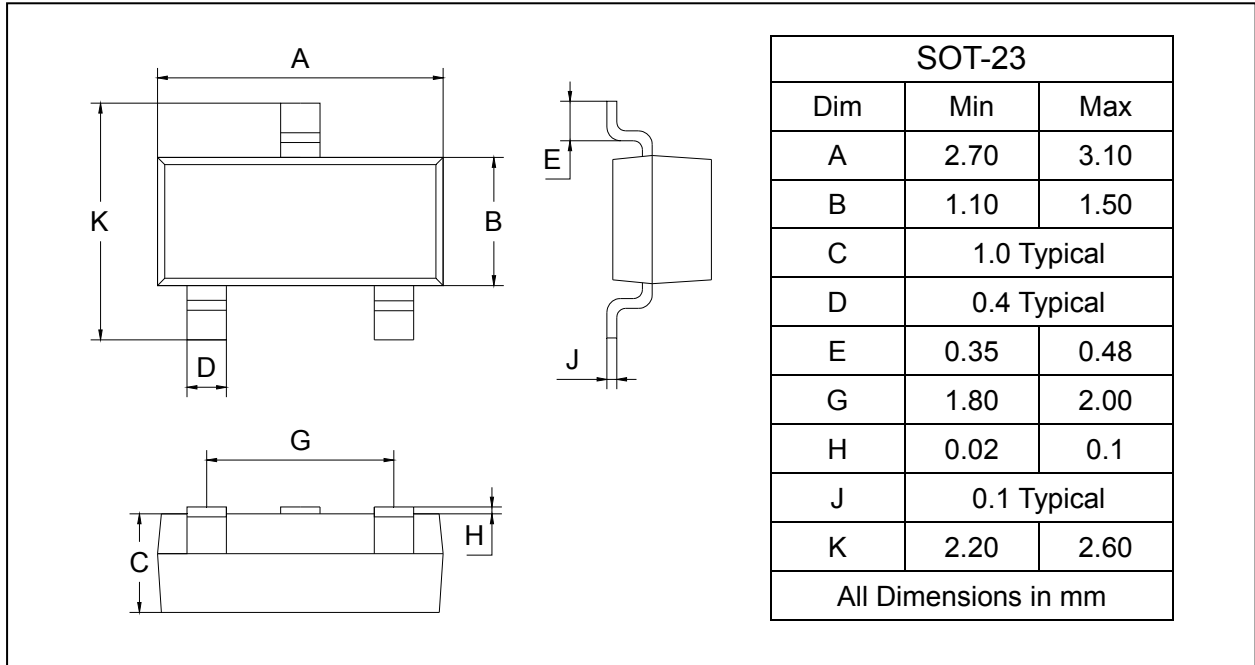 A
K
B
D
E
J
G
C
H
SOT-23
Dim Min Max
A 2.70 3.10
B 1.10 1.50
C 1.0 Typical
D 0.4 Typical
E 0.35 0.48
G 1.80 2.00
H 0.02 0.1
J 0.1 Typical
K 2.20 2.60
All Dimensions in mm